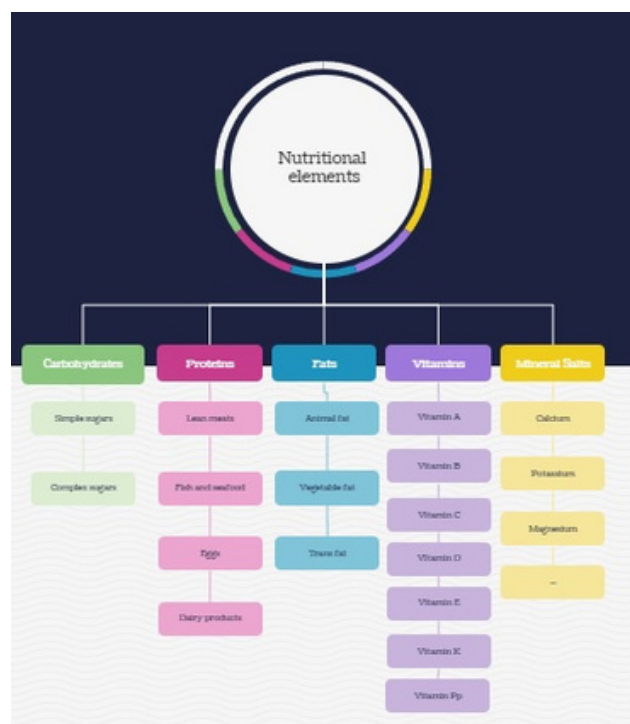 Nutritional
elements
Carbohydrates
Proteins
Fats
Vitamins
Mineral Salts
Simple sugars
Complex sugars
Lean meats
Fish and seafood
Eggs
Dairy products
Animal fat
Vegetable fat
Trans fat
Vitamin A
Vitamin B
Vitamin C
Vitamin D
Vitamin E
Vitamin K
Vitamin Pp
Calcium
Potassium
Magnesium
...